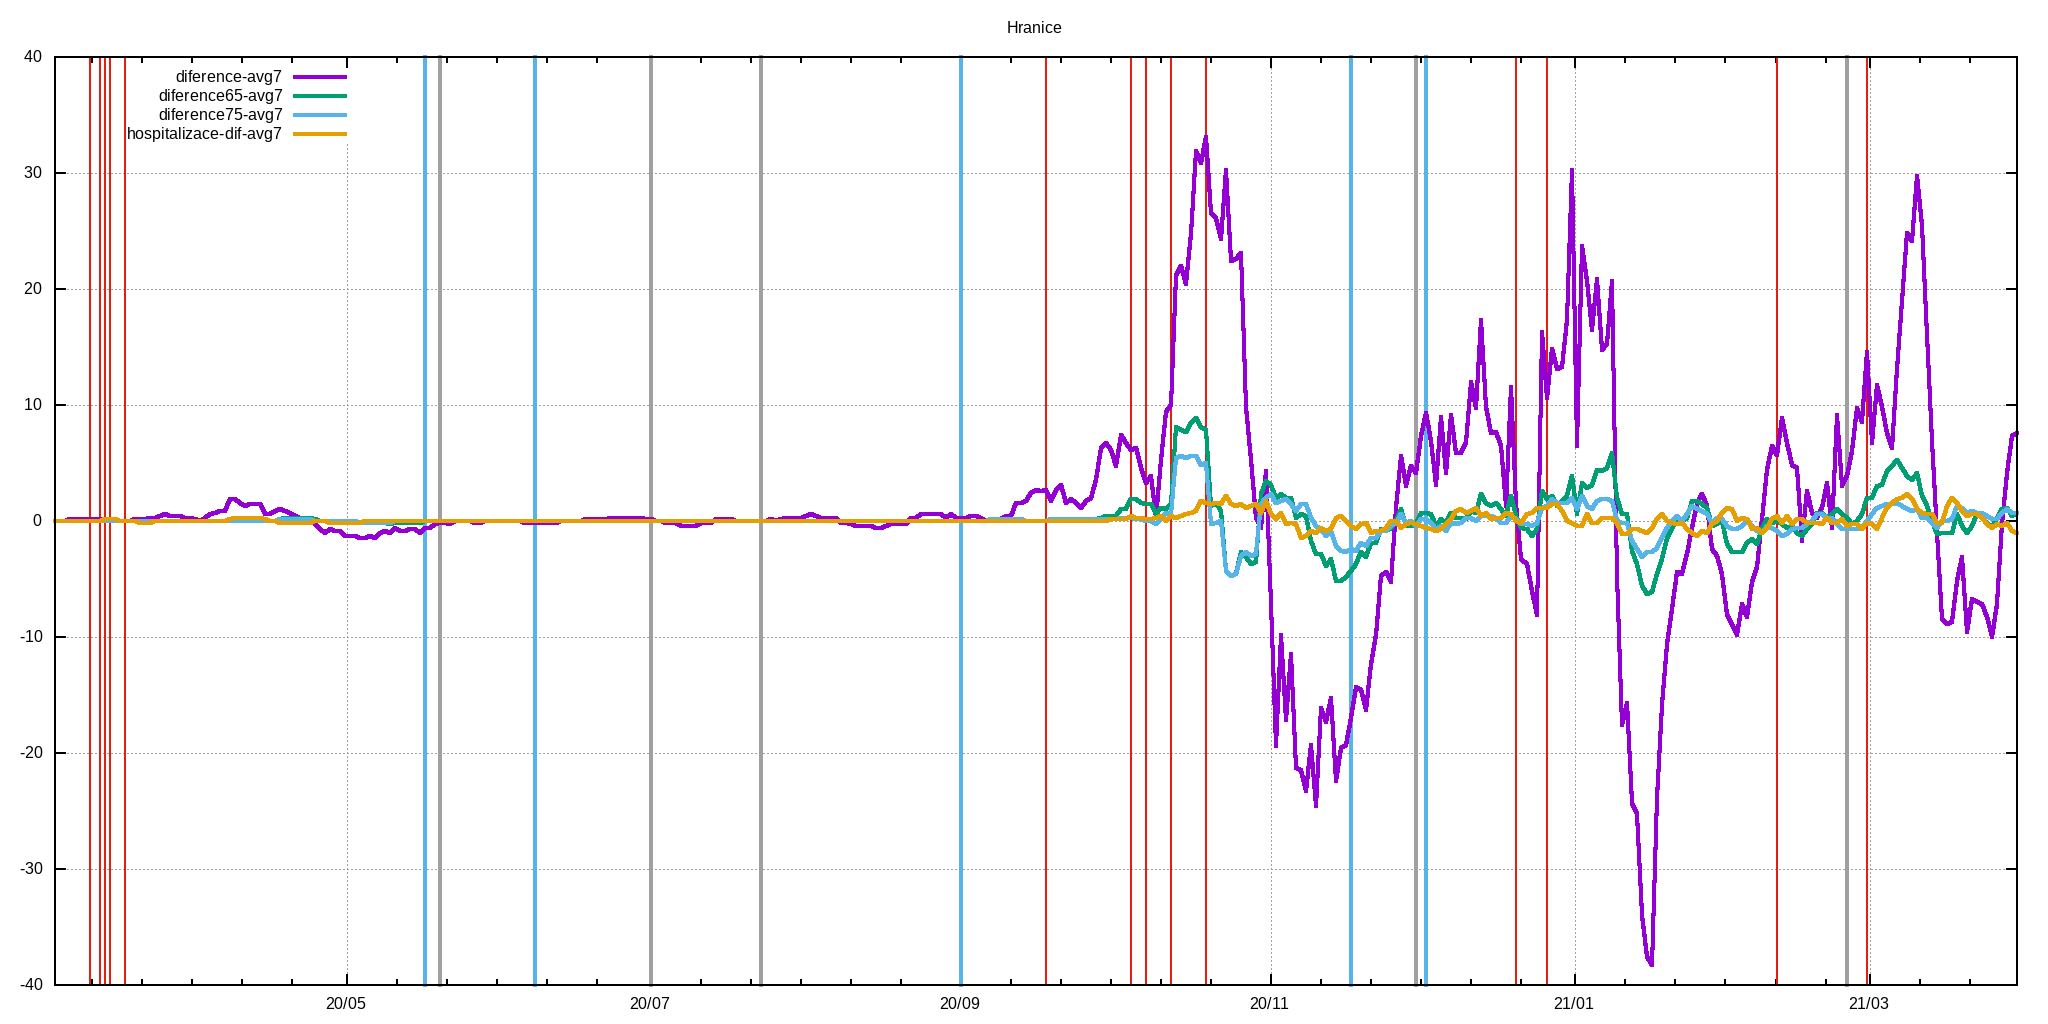 Hranice
40
diference-avg7
diference65-avg7
diference75-avg7
hospitalizace-dif-avg7
30
20
10
0
-10
-20
-30
-40
20/05 20/07 20/09 20/11 21/01 21/03